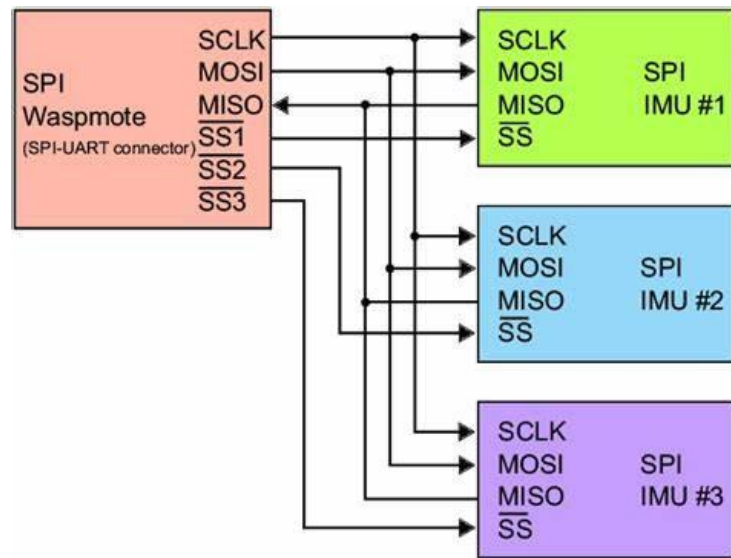 SPI
Waspmote
(SPI-UART connector)
SCLK
MOSI
MISO
SS1
SS2
SS3
SCLK
MOSI SPI
MISO IMU #1
SS
SCLK
MOSI SPI
MISO IMU #2
SS
SCLK
MOSI SPI
MISO IMU #3
SS